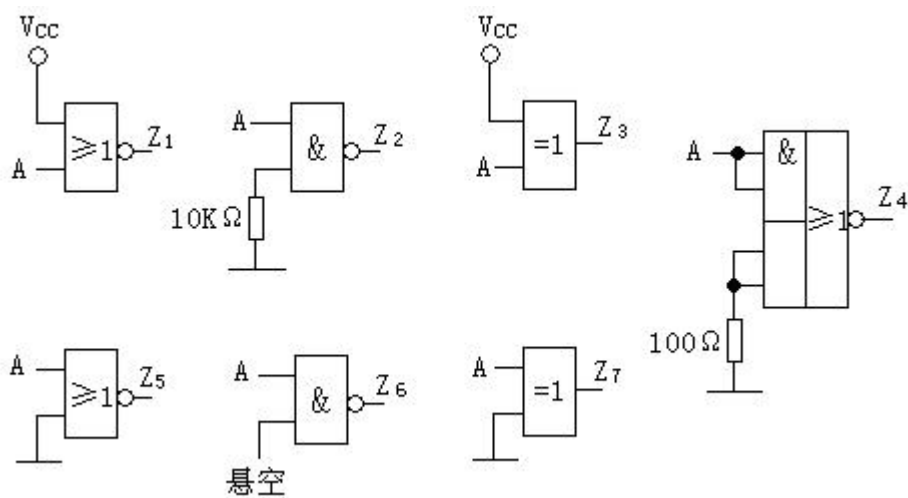 VCC
A ≥1 Z1
A & Z2
10KΩ
VCC
A =1 Z3
A & ≥1 Z4
100Ω
A ≥1 Z5
A & Z6
悬空
A =1 Z7